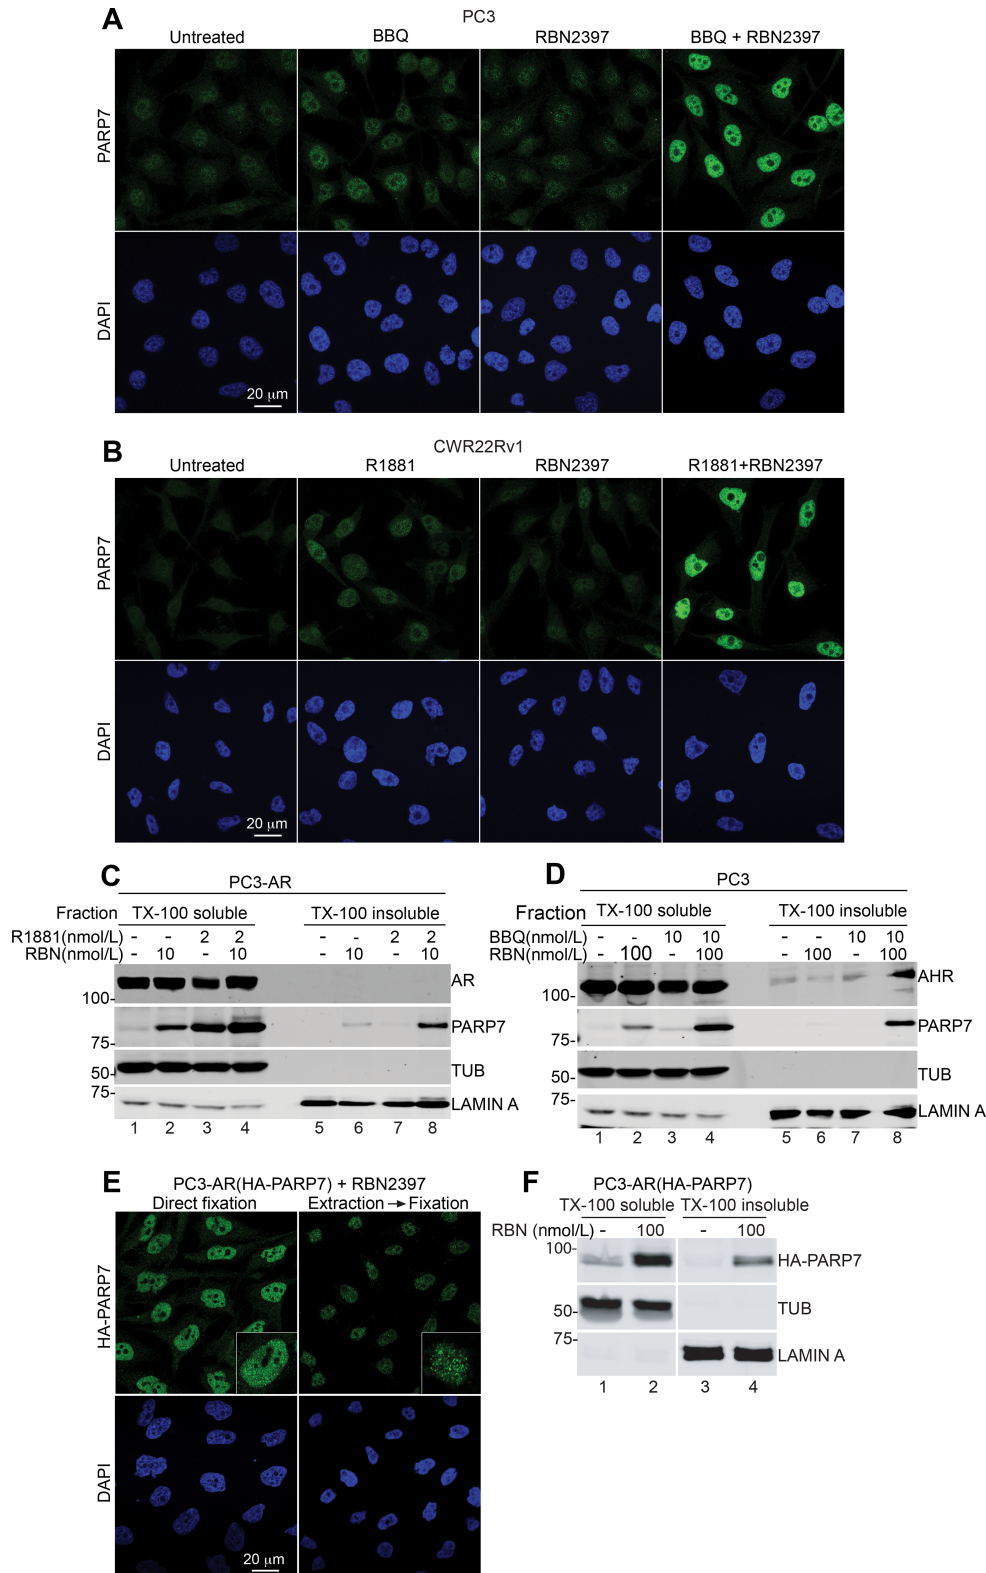 A
PC3
Untreated BBQ RBN2397 BBQ + RBN2397
PARP7
DAPI
20 μm
B
CWR22Rv1
Untreated R1881 RBN2397 R1881+RBN2397
PARP7
DAPI
20 μm
C
PC3-AR
Fraction TX-100 soluble TX-100 insoluble
R1881(nmol/L) - - 2 2 - - 2 2
RBN(nmol/L) - 10 - 10 - 10 - 10
AR
100-
PARP7
75-
TUB
50-
75-
LAMIN A
1 2 3 4 5 6 7 8
D
PC3
Fraction TX-100 soluble TX-100 insoluble
BBQ(nmol/L) - - 10 10 - - 10 10
RBN(nmol/L) - 100 - 100 - 100 - 100
AHR
100-
PARP7
75-
TUB
50-
75-
LAMIN A
1 2 3 4 5 6 7 8
E
PC3-AR(HA-PARP7) + RBN2397
Direct fixation Extraction → Fixation
HA-PARP7
DAPI
20 μm
F
PC3-AR(HA-PARP7)
TX-100 soluble TX-100 insoluble
RBN (nmol/L) - 100 - 100
100-
HA-PARP7
TUB
50-
75-
LAMIN A
1 2 3 4